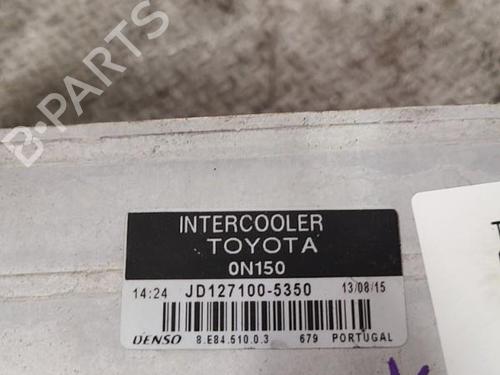 B-PARTS
INTERCOOLER
TOYOTA
0N150
14:24 JD127100-5350 13/08/15
DENSO 8.E84.510.0.3 679 PORTUGAL